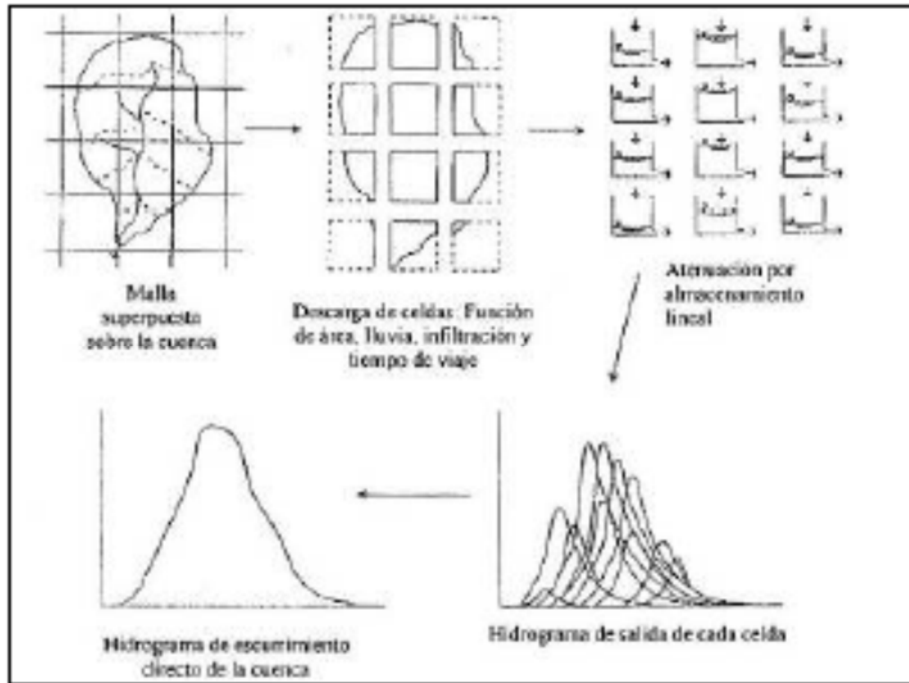 Malla
superpuesta
sobre la cuenca
Descarga de celdas: Función
de área, lluvia, infiltración y
tiempo de viaje
Atenuación por
almacenamiento
lineal
Hidrograma de escurrimiento
directo de la cuenca
Hidrograma de salida de cada celda